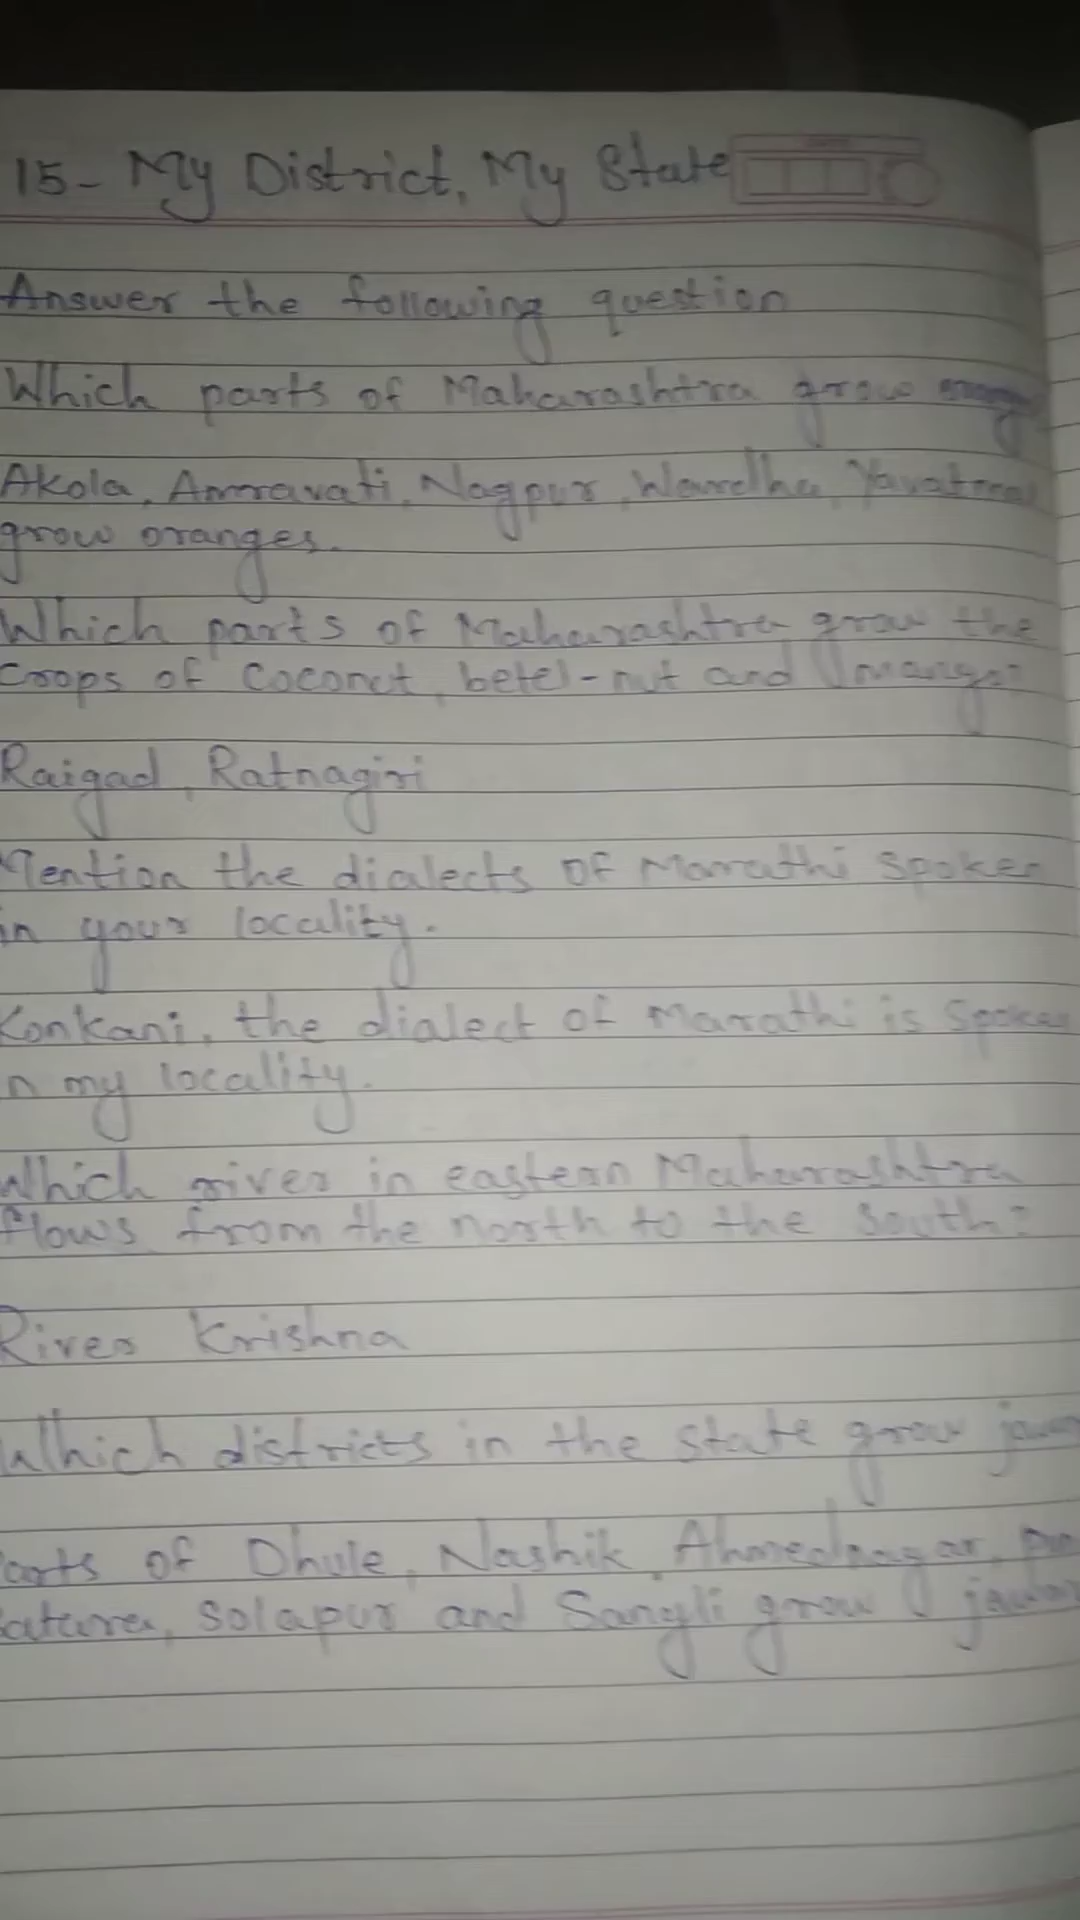 15- My District, My State
Answer the following question
Which parts of Maharashtra grow
Akola, Amravati, Nagpur, Wardha, Yavatmal
grow oranges.
Which parts of Maharashtra grow the
crops of coconut, betel-nut and mango
Raigad, Ratnagiri
Mention the dialects of Marathi spoken
in your locality.
Konkani, the dialect of Marathi is spoken
in my locality.
Which river in eastern Maharashtra
flows from the north to the south?
River Krishna
Which districts in the state grow
arts of Dhule, Nashik, Ahmednagar,
atara, Solapur and Sangli grow jawar